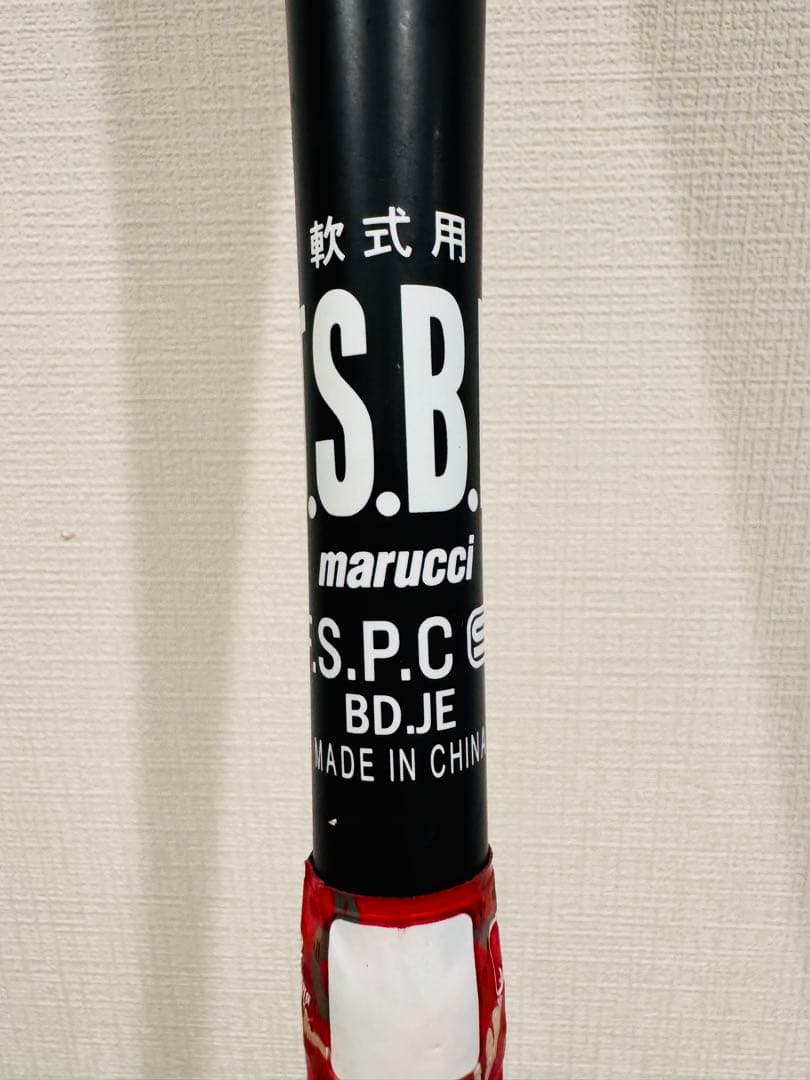 軟式用
.S.B.
marucci
.S.P.C S
BD.JE
MADE IN CHINA